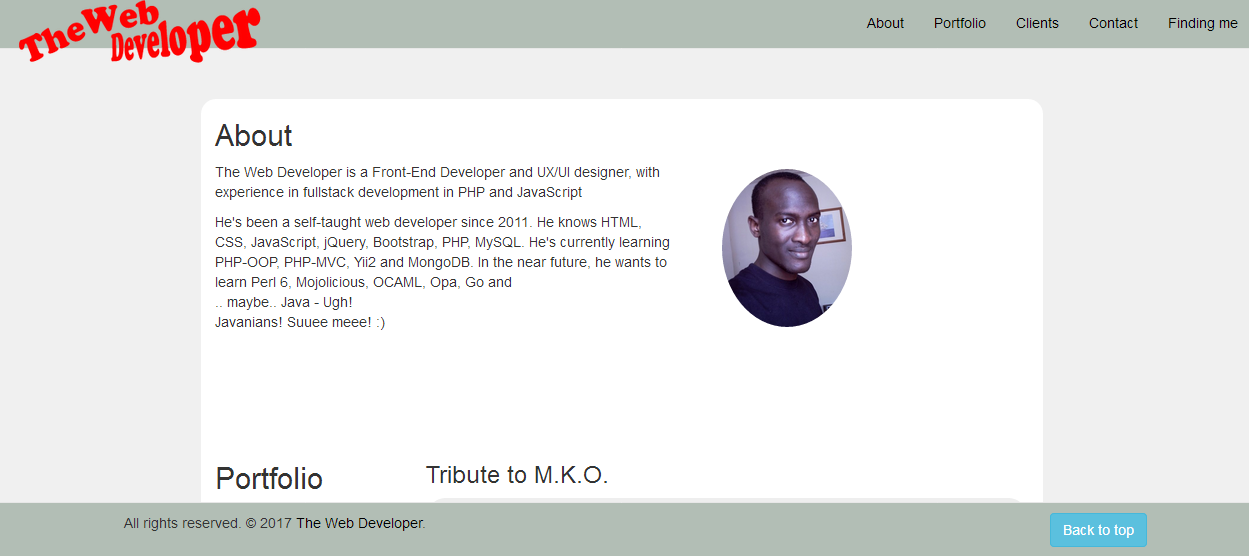 The Web
Developer
About Portfolio Clients Contact Finding me
About
The Web Developer is a Front-End Developer and UX/UI designer, with
experience in fullstack development in PHP and JavaScript
He's been a self-taught web developer since 2011. He knows HTML,
CSS, JavaScript, jQuery, Bootstrap, PHP, MySQL. He's currently learning
PHP-OOP, PHP-MVC, Yii2 and MongoDB. In the near future, he wants to
learn Perl 6, Mojolicious, OCAML, Opa, Go and
.. maybe.. Java - Ugh!
Javanians! Suuee meee! :)
Portfolio
Tribute to M.K.O.
All rights reserved. © 2017 The Web Developer.
Back to top